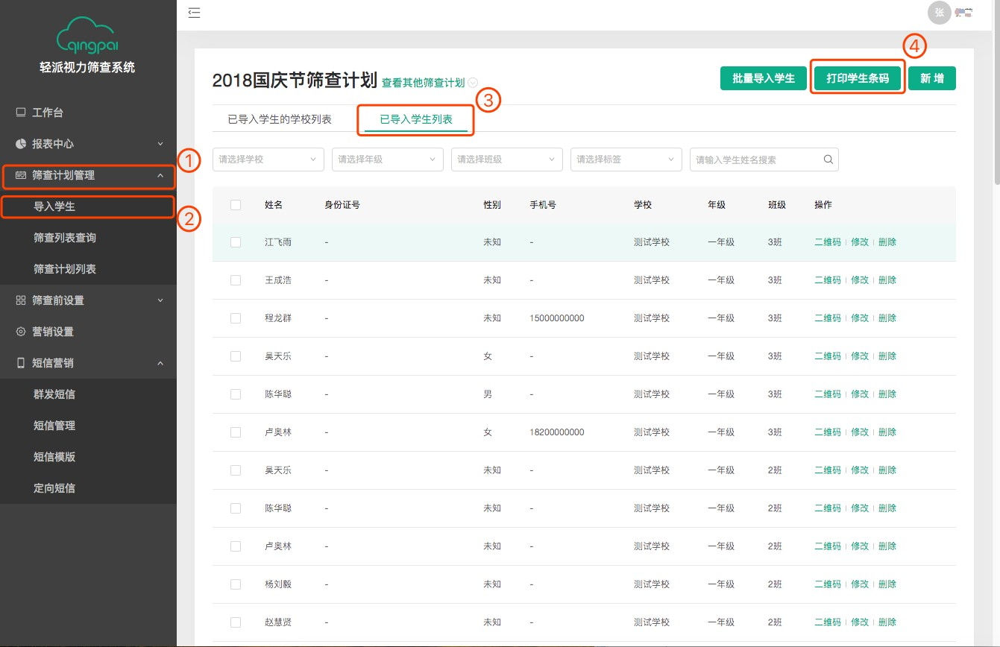 qingpai
轻派视力筛查系统
工作台
报表中心
筛查计划管理
①
导入学生
②
筛查列表查询
筛查计划列表
筛查前设置
营销设置
短信营销
群发短信
短信管理
短信模版
定向短信
张
2018国庆节筛查计划 查看其他筛查计划
批量导入学生 打印学生条码 新 增
④
已导入学生的学校列表 已导入学生列表
③
请选择学校 请选择年级 请选择班级 请选择标签 请输入学生姓名搜索
姓名 身份证号 性别 手机号 学校 年级 班级 操作
江飞雨 - 未知 - 测试学校 一年级 3班 二维码 修改 删除
王成浩 - 未知 - 测试学校 一年级 3班 二维码 修改 删除
程龙群 - 未知 15000000000 测试学校 一年级 3班 二维码 修改 删除
吴天乐 - 女 - 测试学校 一年级 3班 二维码 修改 删除
陈华聪 - 男 - 测试学校 一年级 3班 二维码 修改 删除
卢奥林 - 女 18200000000 测试学校 一年级 3班 二维码 修改 删除
吴天乐 - 未知 - 测试学校 一年级 2班 二维码 修改 删除
陈华聪 - 未知 - 测试学校 一年级 2班 二维码 修改 删除
卢奥林 - 未知 - 测试学校 一年级 2班 二维码 修改 删除
杨刘毅 - 未知 - 测试学校 一年级 2班 二维码 修改 删除
赵慧贤 - 未知 - 测试学校 一年级 2班 二维码 修改 删除